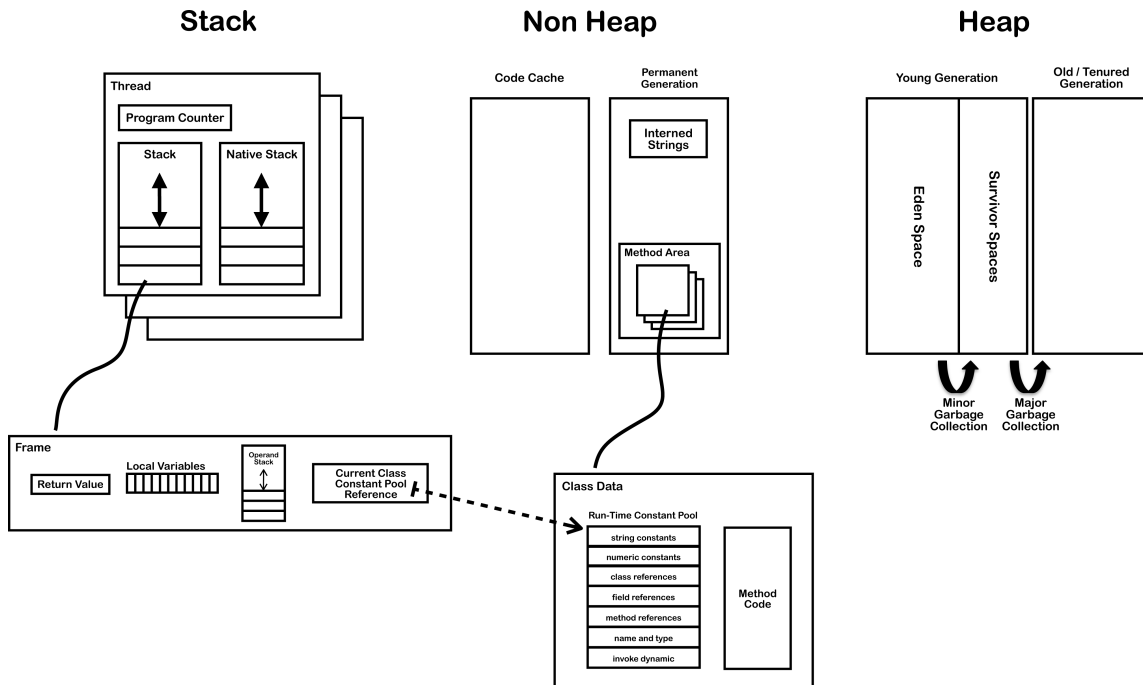 Stack
Non Heap
Heap
Thread
Program Counter
Stack
Native Stack
Code Cache
Permanent
Generation
Interned
Strings
Method Area
Young Generation
Old / Tenured
Generation
Eden Space
Survivor Spaces
Minor
Garbage
Collection
Major
Garbage
Collection
Frame
Return Value
Local Variables
Operand
Stack
Current Class
Constant Pool
Reference
Class Data
Run-Time Constant Pool
string constants
numeric constants
class references
field references
method references
name and type
invoke dynamic
Method
Code